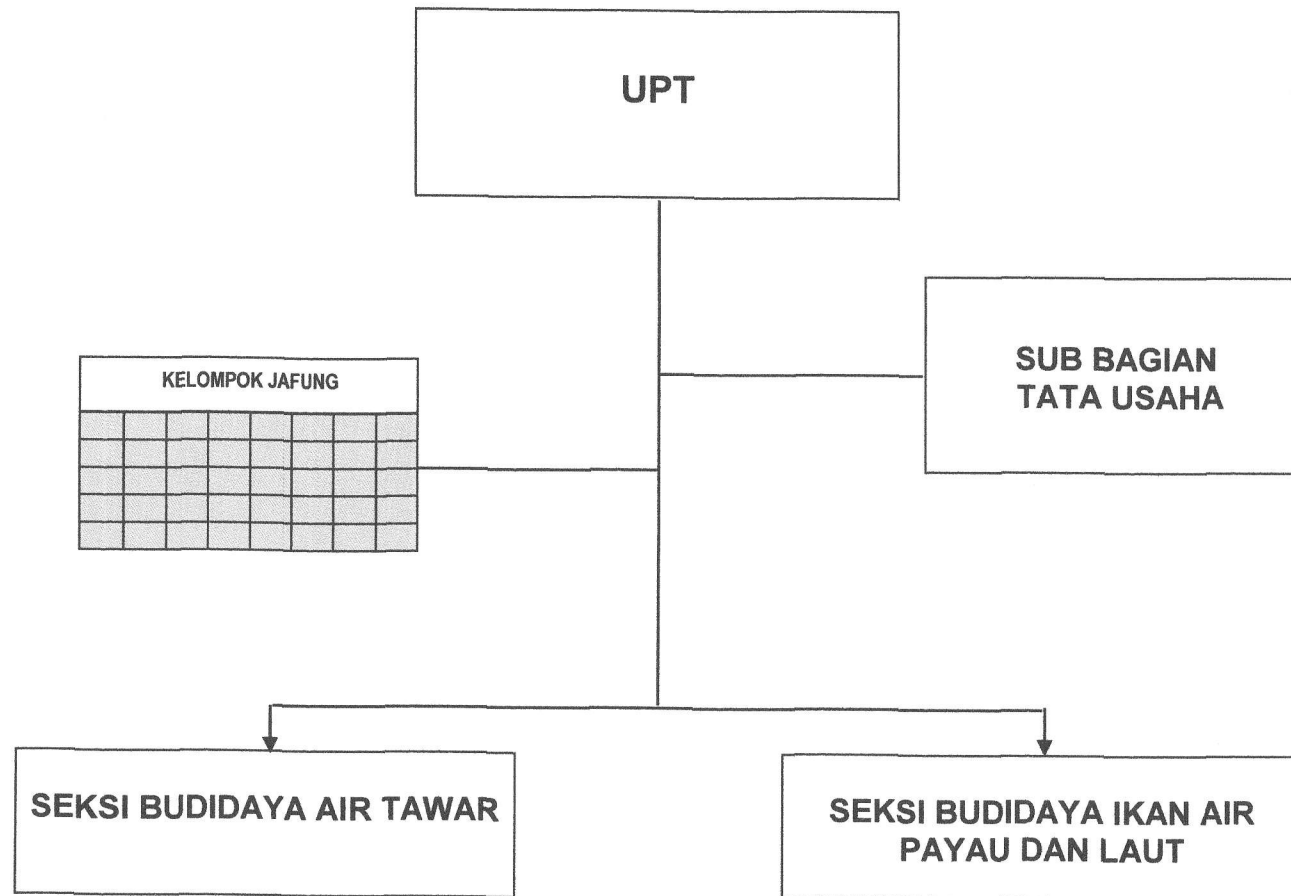 UPT
SUB BAGIAN
TATA USAHA
KELOMPOK JAFUNG
SEKSI BUDIDAYA AIR TAWAR
SEKSI BUDIDAYA IKAN AIR
PAYAU DAN LAUT